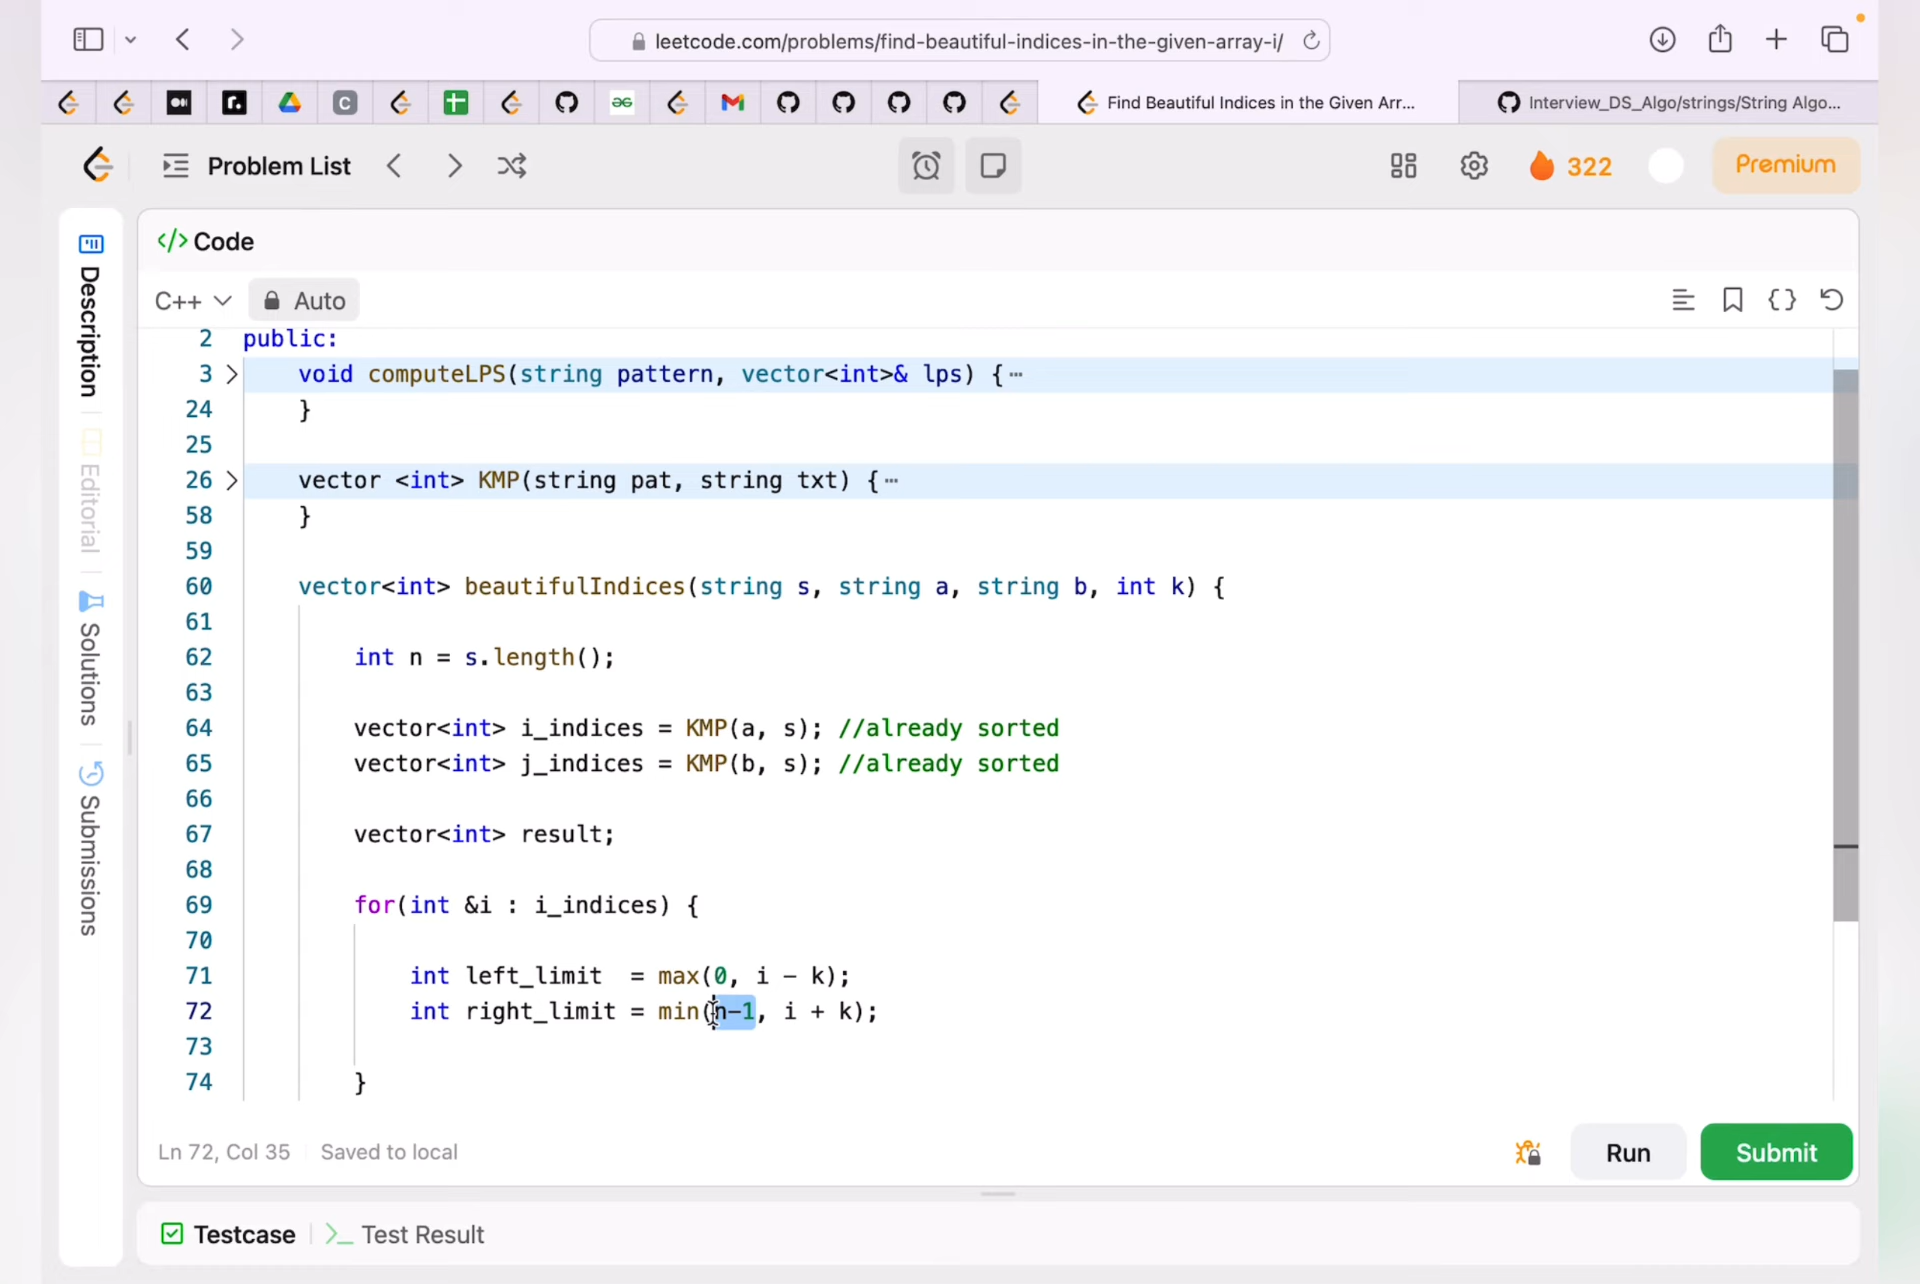 leetcode.com/problems/find-beautiful-indices-in-the-given-array-i/
Find Beautiful Indices in the Given Arr...
Interview_DS_Algo/strings/String Algo...
Problem List
322
Premium
Description
Editorial
Solutions
Submissions
</> Code
C++
Auto
2 public:
3 void computeLPS(string pattern, vector<int>& lps) {···
24 }
25
26 vector <int> KMP(string pat, string txt) {···
58 }
59
60 vector<int> beautifulIndices(string s, string a, string b, int k) {
61
62 int n = s.length();
63
64 vector<int> i_indices = KMP(a, s); //already sorted
65 vector<int> j_indices = KMP(b, s); //already sorted
66
67 vector<int> result;
68
69 for(int &i : i_indices) {
70
71 int left_limit  = max(0, i - k);
72 int right_limit = min(n-1, i + k);
73
74 }
Ln 72, Col 35
Saved to local
Run
Submit
Testcase
>_ Test Result